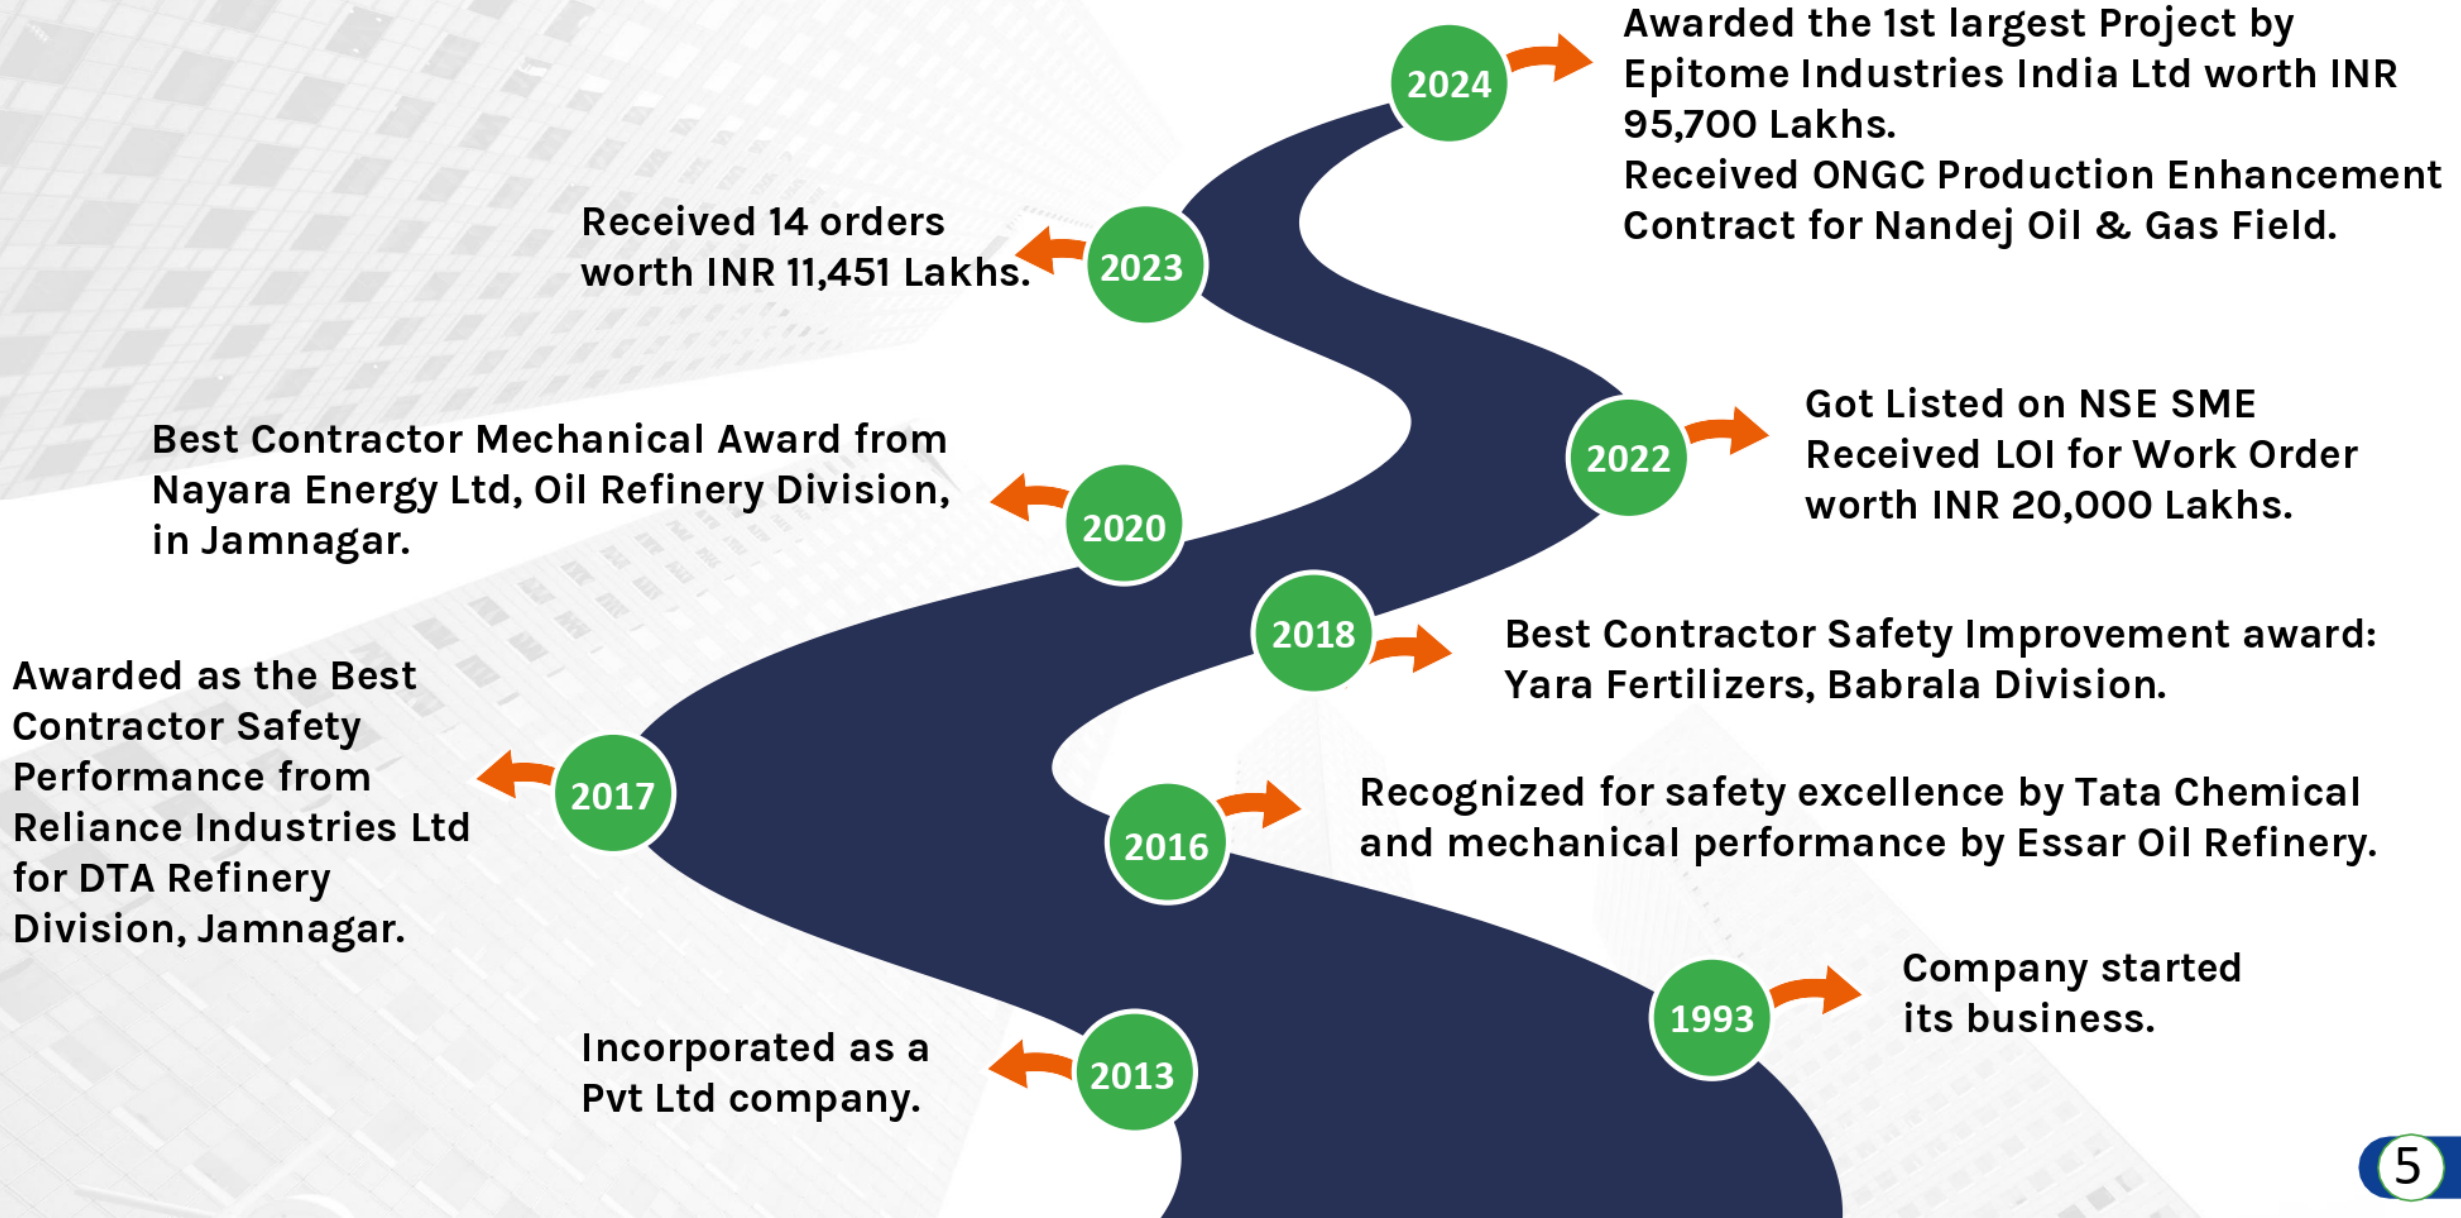 2024
Awarded the 1st largest Project by
Epitome Industries India Ltd worth INR
95,700 Lakhs.
Received ONGC Production Enhancement
Contract for Nandej Oil & Gas Field.
Received 14 orders
worth INR 11,451 Lakhs.
2023
2022
Got Listed on NSE SME
Received LOI for Work Order
worth INR 20,000 Lakhs.
Best Contractor Mechanical Award from
Nayara Energy Ltd, Oil Refinery Division,
in Jamnagar.
2020
2018
Best Contractor Safety Improvement award:
Yara Fertilizers, Babrala Division.
Awarded as the Best
Contractor Safety
Performance from
Reliance Industries Ltd
for DTA Refinery
Division, Jamnagar.
2017
2016
Recognized for safety excellence by Tata Chemical
and mechanical performance by Essar Oil Refinery.
1993
Company started
its business.
Incorporated as a
Pvt Ltd company.
2013
5